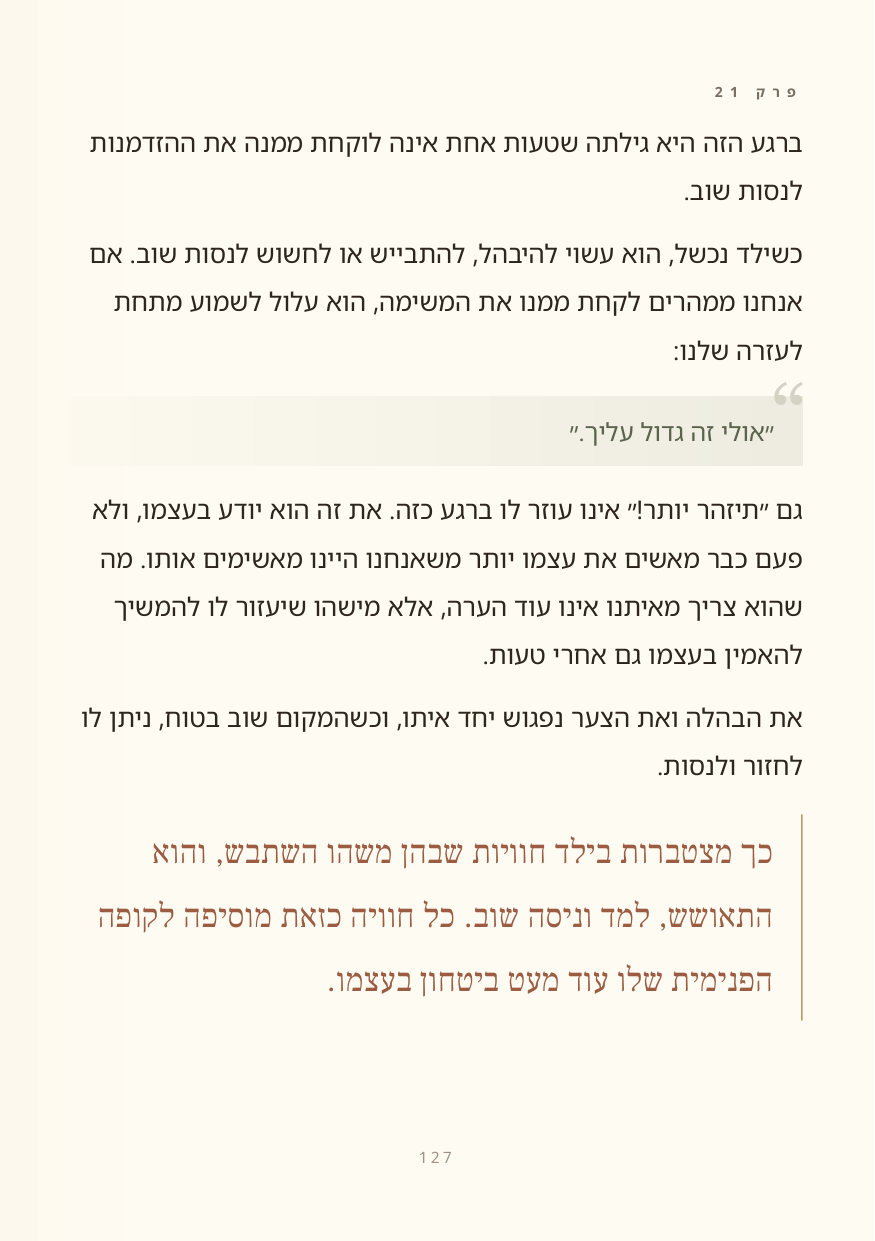 פרק 21
ברגע הזה היא גילתה שטעות אחת אינה לוקחת ממנה את ההזדמנות
לנסות שוב.
כשילד נכשל, הוא עשוי להיבהל, להתבייש או לחשוש לנסות שוב. אם
אנחנו ממהרים לקחת ממנו את המשימה, הוא עלול לשמוע מתחת
לעזרה שלנו:
“
״אולי זה גדול עליך.״
גם ״תיזהר יותר!״ אינו עוזר לו ברגע כזה. את זה הוא יודע בעצמו, ולא
פעם כבר מאשים את עצמו יותר משאנחנו היינו מאשימים אותו. מה
שהוא צריך מאיתנו אינו עוד הערה, אלא מישהו שיעזור לו להמשיך
להאמין בעצמו גם אחרי טעות.
את הבהלה ואת הצער נפגוש יחד איתו, וכשהמקום שוב בטוח, ניתן לו
לחזור ולנסות.
כך מצטברות בילד חוויות שבהן משהו השתבש, והוא
התאושש, למד וניסה שוב. כל חוויה כזאת מוסיפה לקופה
הפנימית שלו עוד מעט ביטחון בעצמו.
127